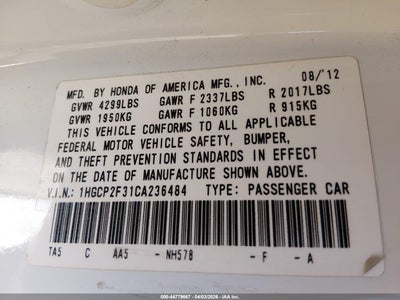 MFD. BY HONDA OF AMERICA MFG., INC. 08/'12
GVWR 4299LBS GAWR F 2337LBS R 2017LBS
GVWR 1950KG GAWR F 1060KG R 915KG
THIS VEHICLE CONFORMS TO ALL APPLICABLE
FEDERAL MOTOR VEHICLE SAFETY, BUMPER,
AND THEFT PREVENTION STANDARDS IN EFFECT
ON THE DATE OF MANUFACTURE SHOWN ABOVE.
V.I.N.: 1HGCP2F31CA236484 TYPE: PASSENGER CAR
TA5 C AA5 - NH578 - F - A
000-44779667 04/03/2026 IAA Inc.